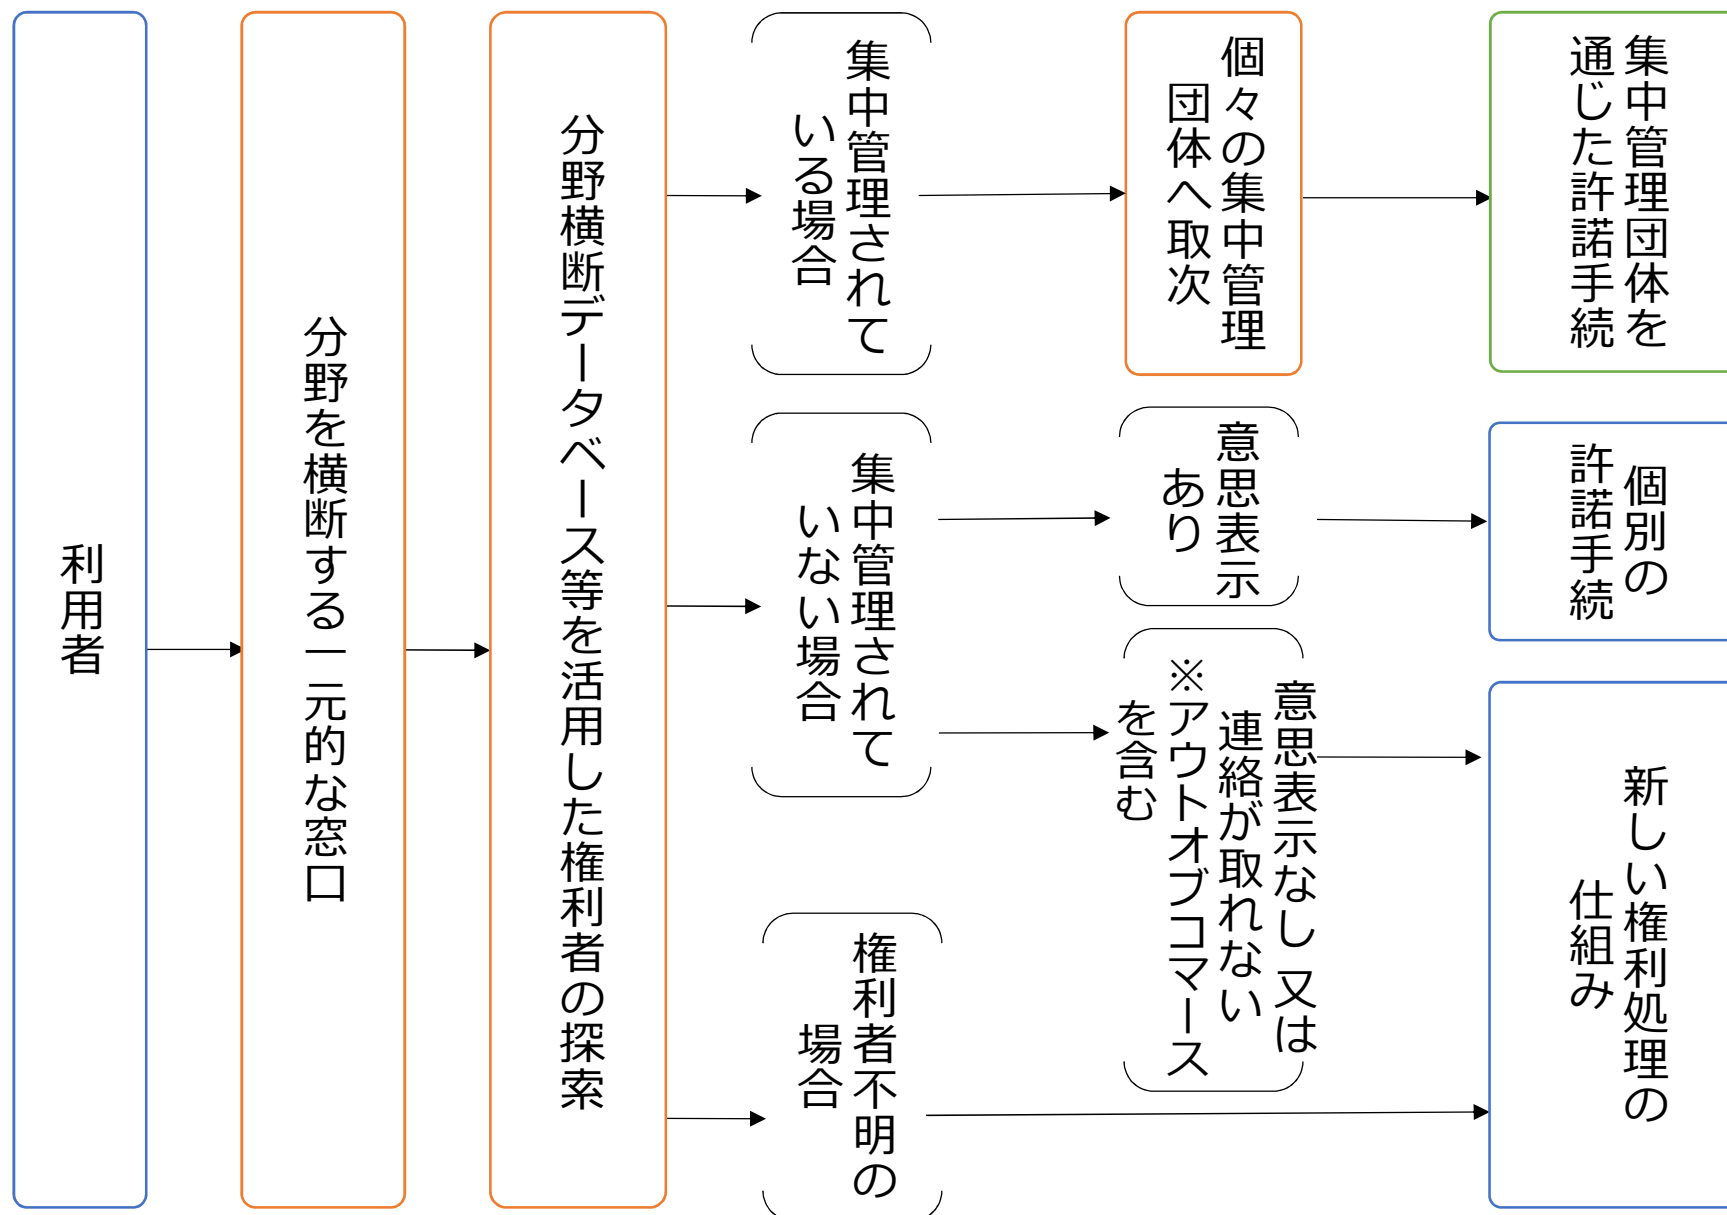 利用者
分野を横断する一元的な窓口
分野横断データベース等を活用した権利者の探索
集中管理されて
いる場合
個々の集中管理
団体へ取次
集中管理団体を
通じた許諾手続
集中管理されて
いない場合
意思表示
あり
個別の
許諾手続
意思表示なし又は
連絡が取れない
※アウトオブコマース
を含む
新しい権利処理の
仕組み
権利者不明の
場合